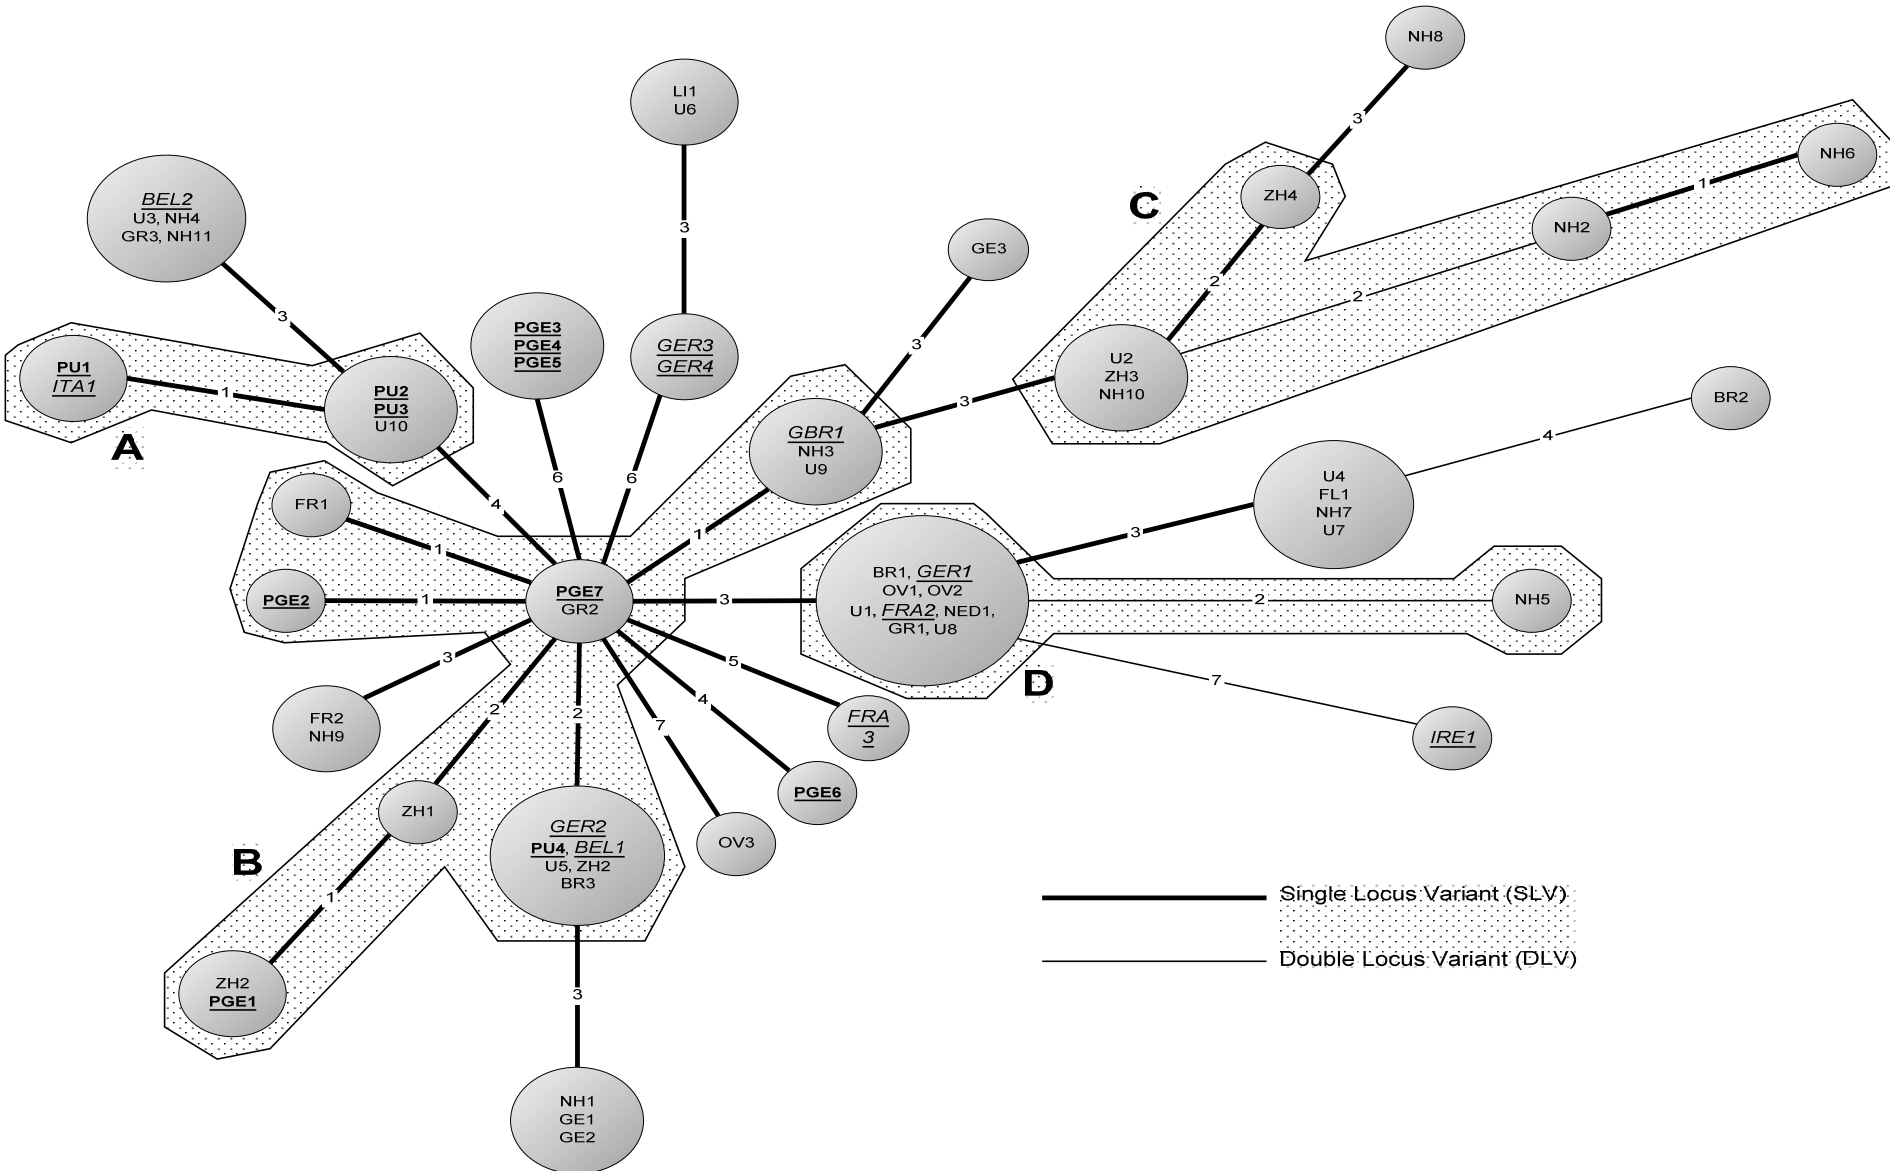 NH8
LI1
U6
3
NH6
1
BEL2
U3, NH4
GR3, NH11
ZH4
C
NH2
3
GE3
2
2
3
PGE3
PGE4
PGE5
GER3
GER4
3
U2
ZH3
NH10
PU1
ITA1
1
PU2
PU3
U10
3
BR2
A
GBR1
NH3
U9
4
6
6
FR1
4
U4
FL1
NH7
U7
1
1
3
PGE2
1
PGE7
GR2
3
BR1, GER1
OV1, OV2
U1, FRA2, NED1,
GR1, U8
2
NH5
3
5
D
7
4
2
2
7
FR2
NH9
FRA
3
IRE1
PGE6
ZH1
GER2
PU4, BEL1
U5, ZH2
BR3
OV3
B
1
Single Locus Variant (SLV)
Double Locus Variant (DLV)
ZH2
PGE1
3
NH1
GE1
GE2